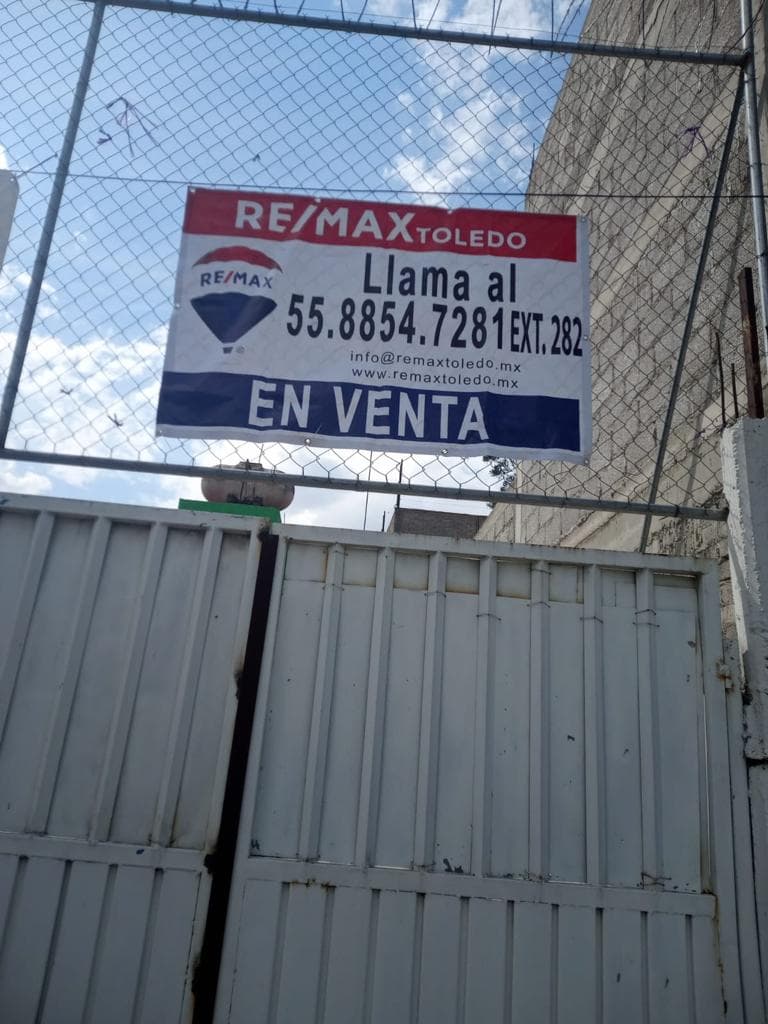 RE/MAX TOLEDO
RE/MAX
Llama al
55.8854.7281 EXT. 282
info@remaxtoledo.mx
www.remaxtoledo.mx
EN VENTA